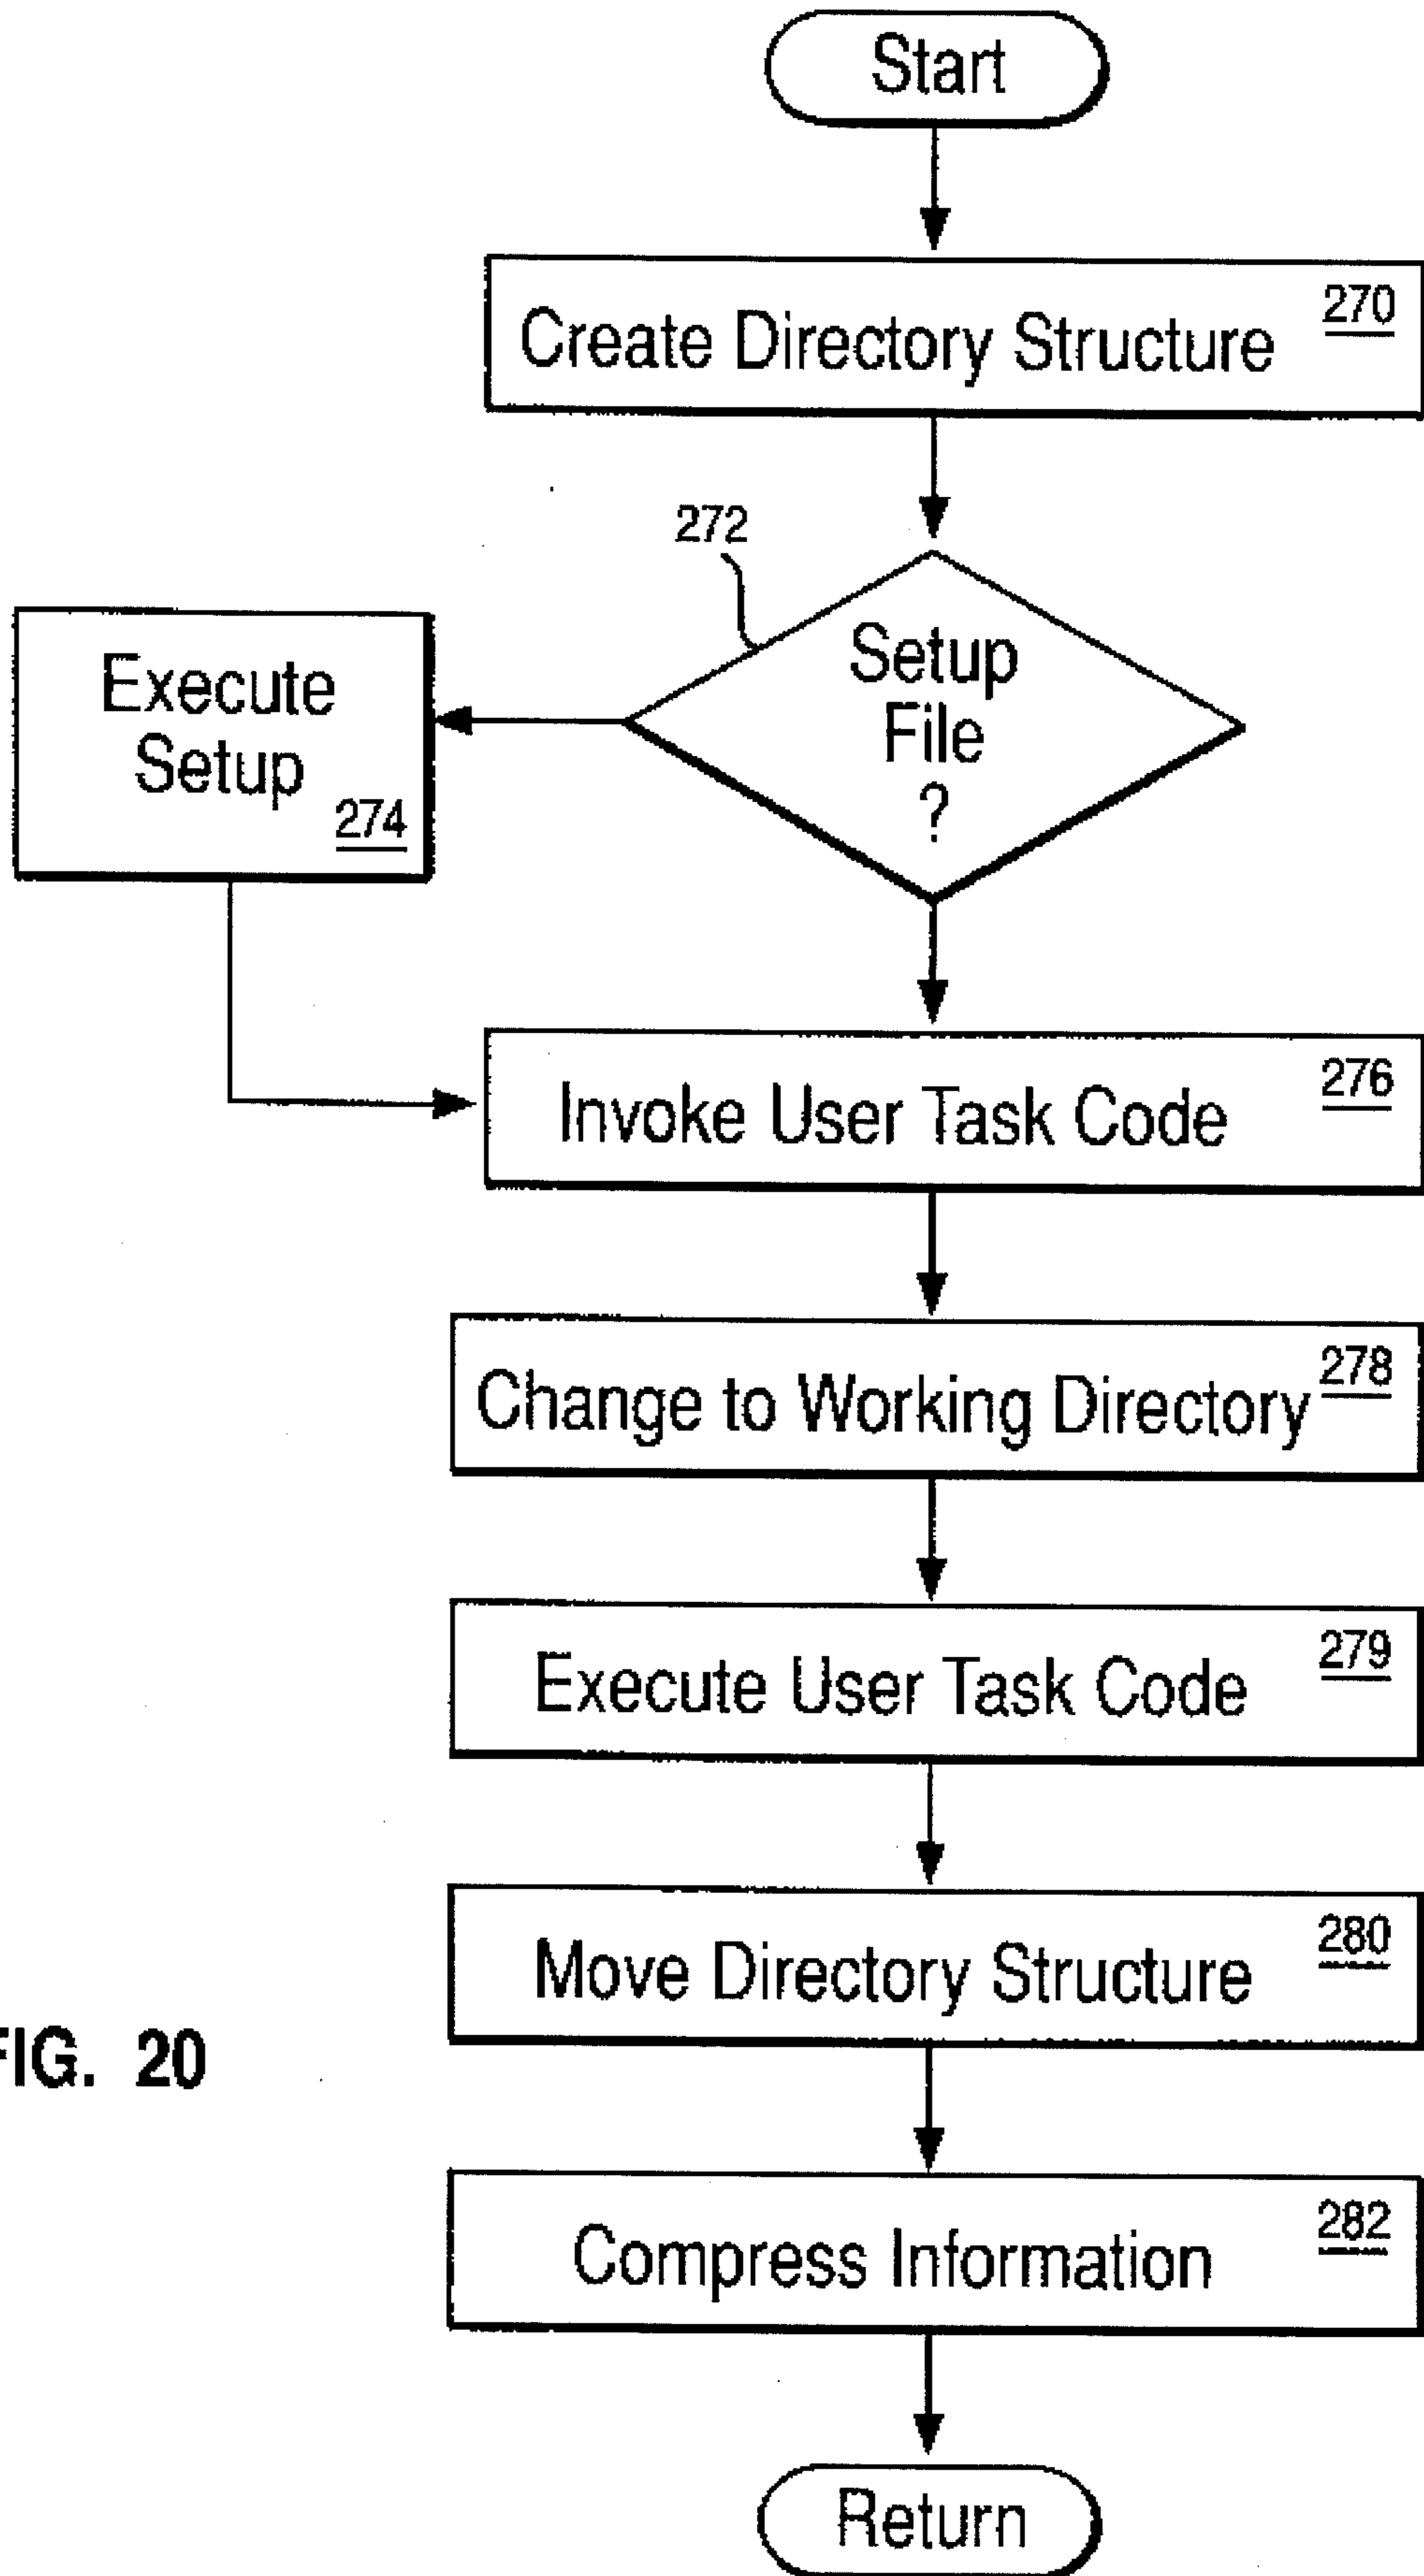 Start
270
Create Directory Structure
272
Setup
File
?
Execute
Setup
274
276
Invoke User Task Code
278
Change to Working Directory
279
Execute User Task Code
280
Move Directory Structure
FIG. 20
282
Compress Information
Return